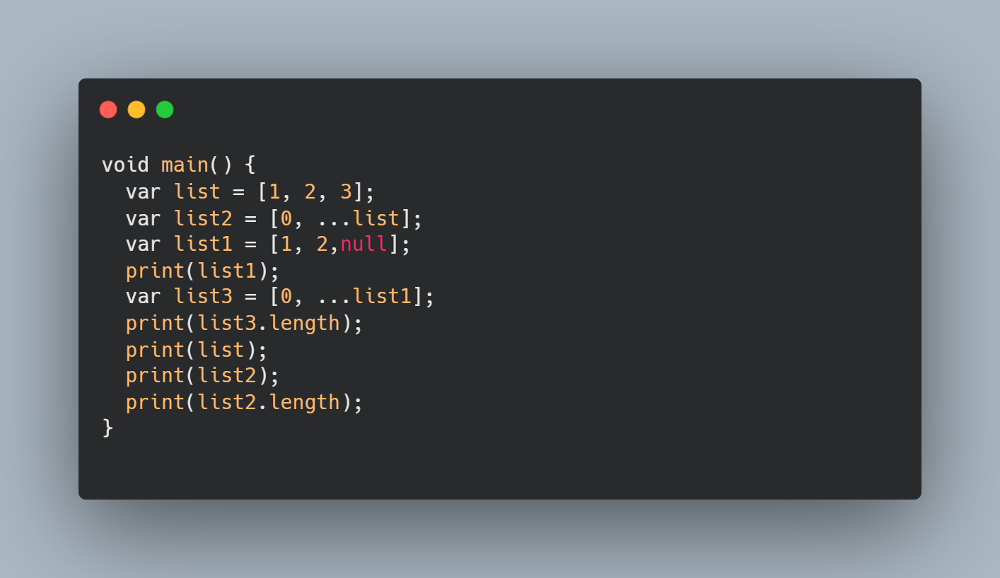 void main() {
  var list = [1, 2, 3];
  var list2 = [0, ...list];
  var list1 = [1, 2,null];
  print(list1);
  var list3 = [0, ...list1];
  print(list3.length);
  print(list);
  print(list2);
  print(list2.length);
}